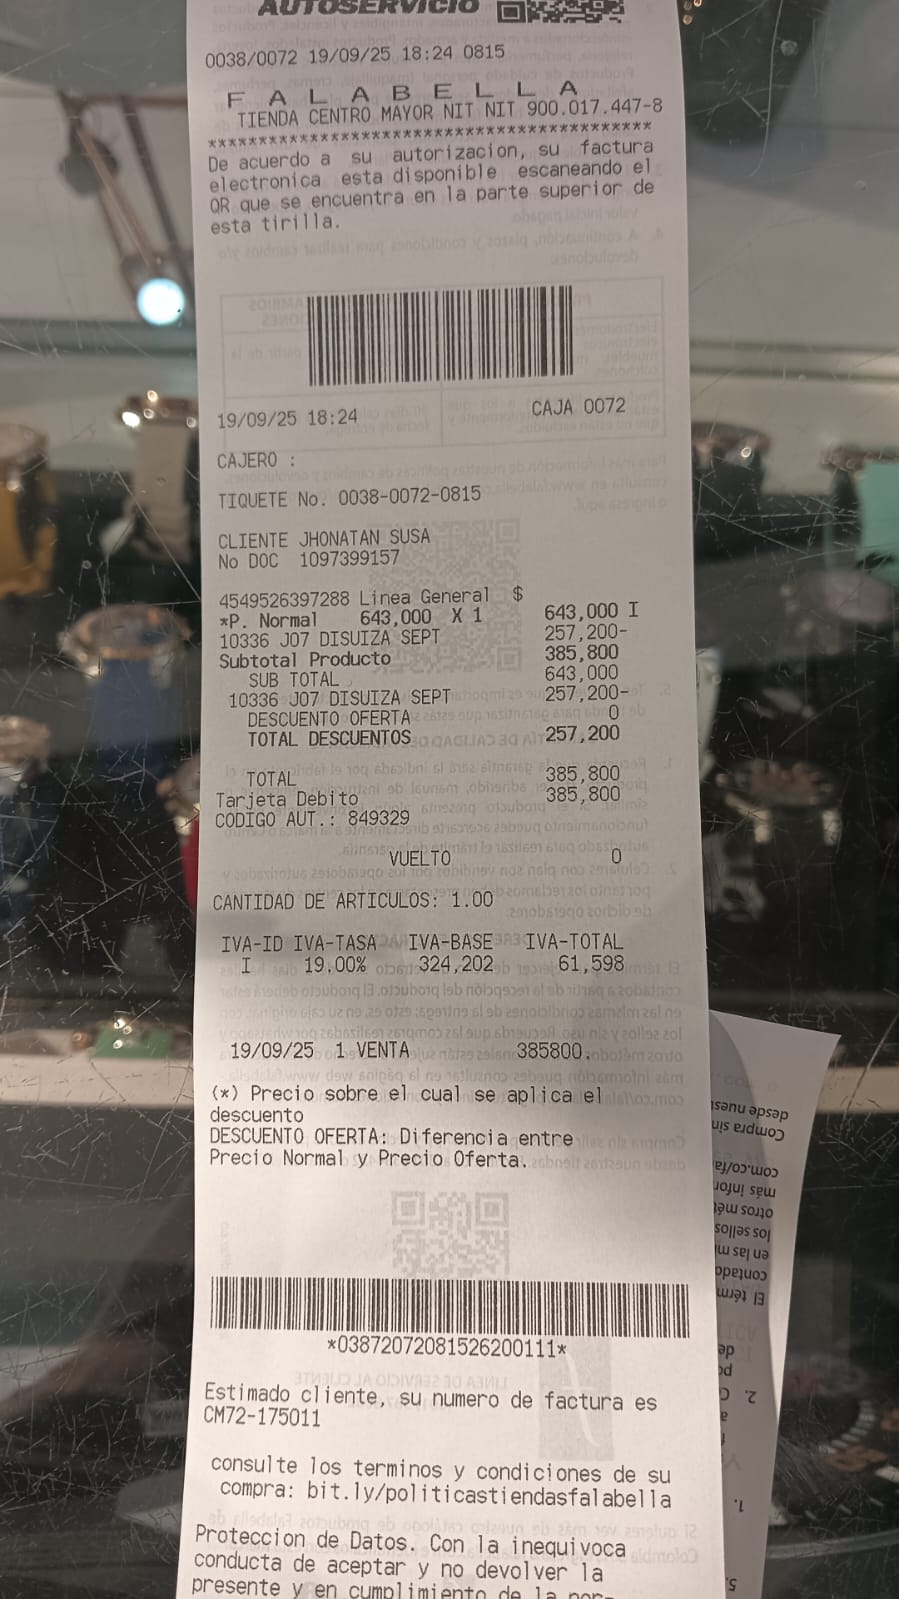 AUTOSERVICIO
0038/0072 19/09/25 18:24 0815
F A L A B E L L A
TIENDA CENTRO MAYOR NIT NIT 900.017.447-8
******************************************
De acuerdo a su autorizacion, su factura
electronica esta disponible escaneando el
QR que se encuentra en la parte superior de
esta tirilla.
19/09/25 18:24 CAJA 0072
CAJERO :
TIQUETE No. 0038-0072-0815
CLIENTE JHONATAN SUSA
No DOC 1097399157
4549526397288 Linea General $
*P. Normal 643,000 X 1 643,000 I
10336 J07 DISUIZA SEPT 257,200-
Subtotal Producto 385,800
SUB TOTAL 643,000
10336 J07 DISUIZA SEPT 257,200-
DESCUENTO OFERTA 0
TOTAL DESCUENTOS 257,200
TOTAL 385,800
Tarjeta Debito 385,800
CODIGO AUT.: 849329
VUELTO 0
CANTIDAD DE ARTICULOS: 1.00
IVA-ID IVA-TASA IVA-BASE IVA-TOTAL
I 19.00% 324,202 61,598
19/09/25 1 VENTA 385800.
(*) Precio sobre el cual se aplica el
descuento
DESCUENTO OFERTA: Diferencia entre
Precio Normal y Precio Oferta.
*03872072081526200111*
Estimado cliente, su numero de factura es
CM72-175011
consulte los terminos y condiciones de su
compra: bit.ly/politicastiendasfalabella
Proteccion de Datos. Con la inequivoca
conducta de aceptar y no devolver la
presente y en cumplimiento de la nor-